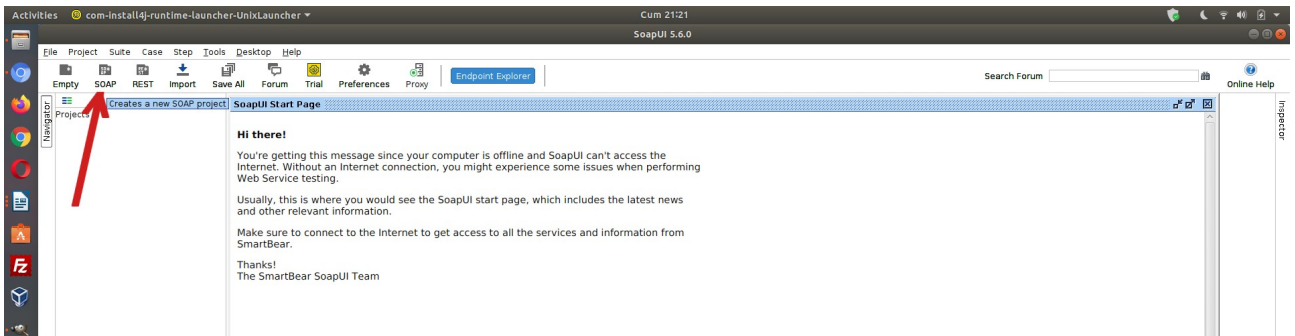 Activities com-install4j-runtime-launcher-UnixLauncher Cum 21:21
SoapUI 5.6.0
File Project Suite Case Step Tools Desktop Help
Empty SOAP REST Import Save All Forum Trial Preferences Proxy Endpoint Explorer Search Forum Online Help
Navigator
Projects
Creates a new SOAP project
SoapUI Start Page
Inspector
Hi there!
You're getting this message since your computer is offline and SoapUI can't access the
Internet. Without an Internet connection, you might experience some issues when performing
Web Service testing.
Usually, this is where you would see the SoapUI start page, which includes the latest news
and other relevant information.
Make sure to connect to the Internet to get access to all the services and information from
SmartBear.
Thanks!
The SmartBear SoapUI Team